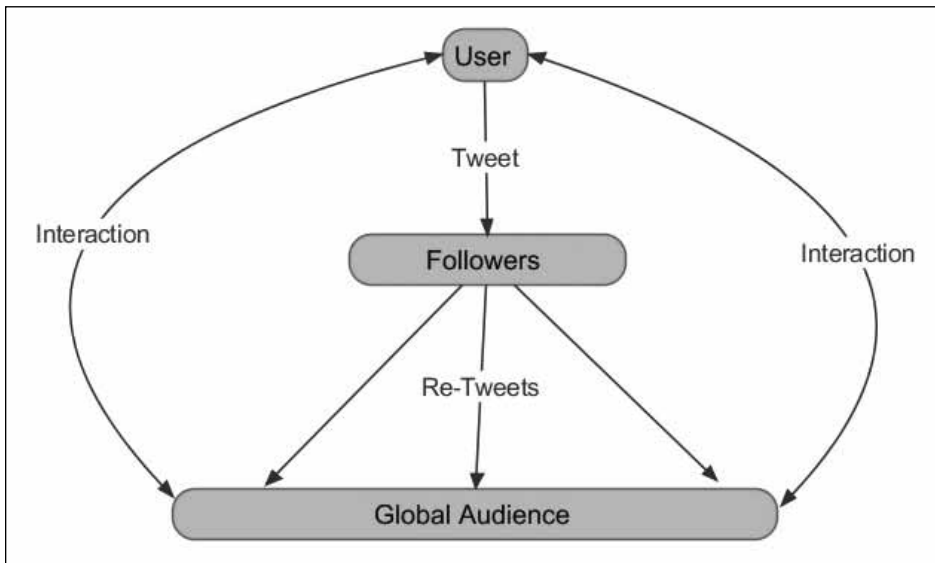 User
Tweet
Interaction
Interaction
Followers
Re-Tweets
Global Audience